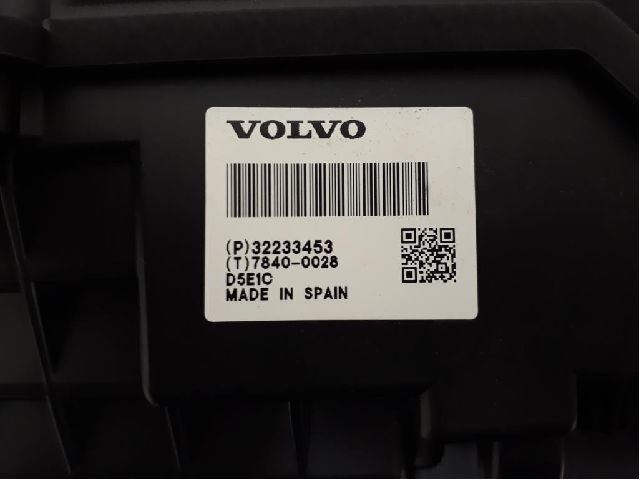 VOLVO
(P)32233453
(T)7840-0028
D5E1C
MADE IN SPAIN